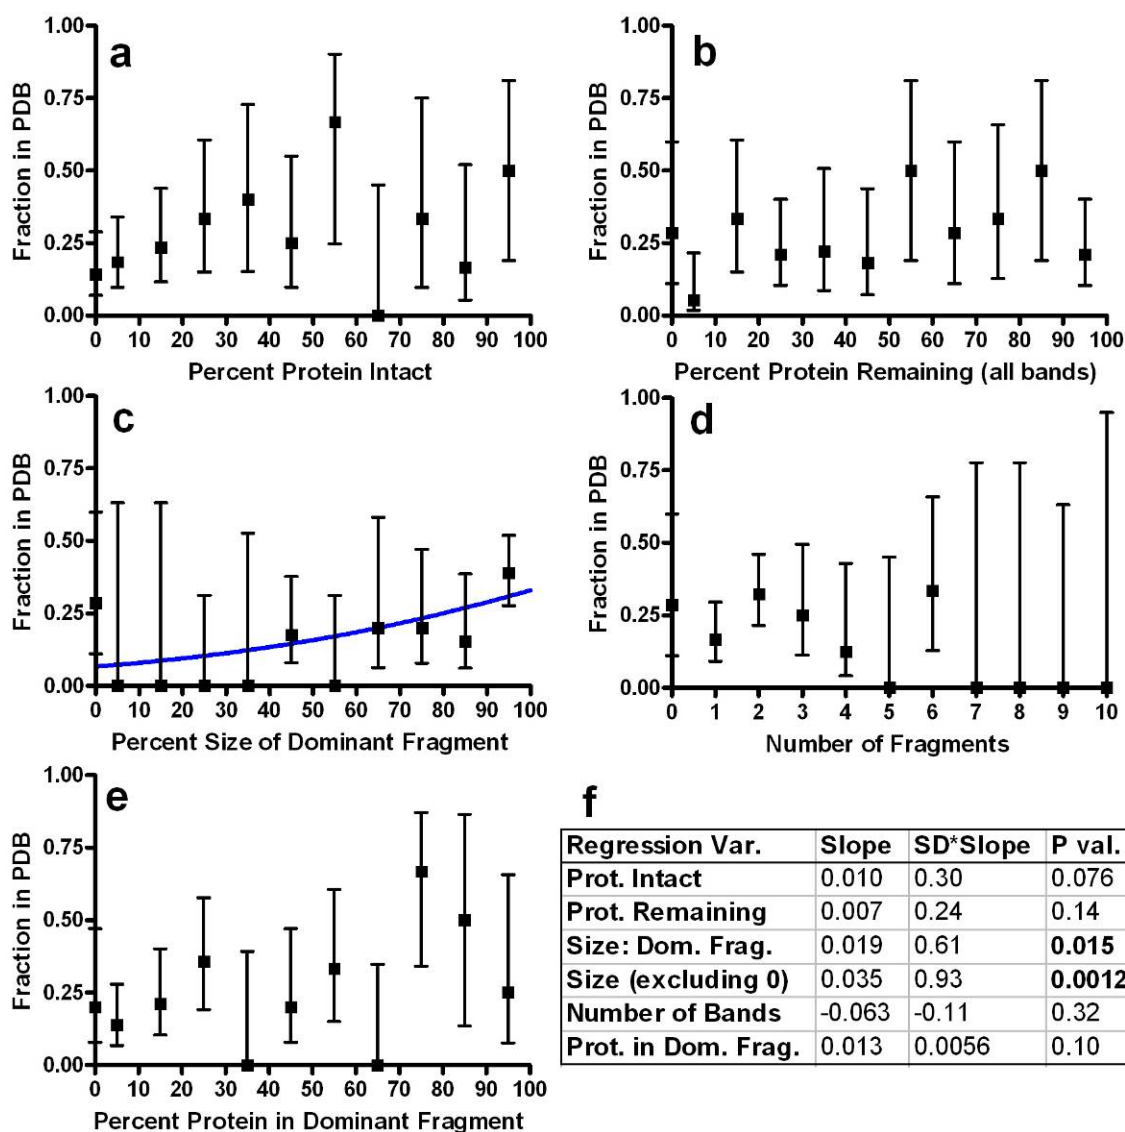 a
Fraction in PDB
1.00
0.75
0.50
0.25
0.00
0 10 20 30 40 50 60 70 80 90 100
Percent Protein Intact
b
Fraction in PDB
1.00
0.75
0.50
0.25
0.00
0 10 20 30 40 50 60 70 80 90 100
Percent Protein Remaining (all bands)
c
Fraction in PDB
1.00
0.75
0.50
0.25
0.00
0 10 20 30 40 50 60 70 80 90 100
Percent Size of Dominant Fragment
d
Fraction in PDB
1.00
0.75
0.50
0.25
0.00
0 1 2 3 4 5 6 7 8 9 10
Number of Fragments
e
Fraction in PDB
1.00
0.75
0.50
0.25
0.00
0 10 20 30 40 50 60 70 80 90 100
Percent Protein in Dominant Fragment
f
Regression Var. Slope SD*Slope P val.
Prot. Intact 0.010 0.30 0.076
Prot. Remaining 0.007 0.24 0.14
Size: Dom. Frag. 0.019 0.61 0.015
Size (excluding 0) 0.035 0.93 0.0012
Number of Bands -0.063 -0.11 0.32
Prot. in Dom. Frag. 0.013 0.0056 0.10